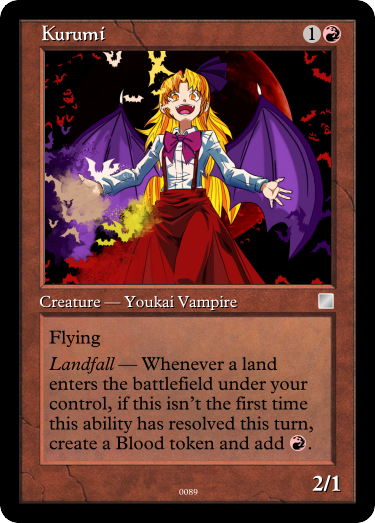 Kurumi 1
Creature — Youkai Vampire
Flying
Landfall — Whenever a land
enters the battlefield under your
control, if this isn't the first time
this ability has resolved this turn,
create a Blood token and add .
2/1
0089